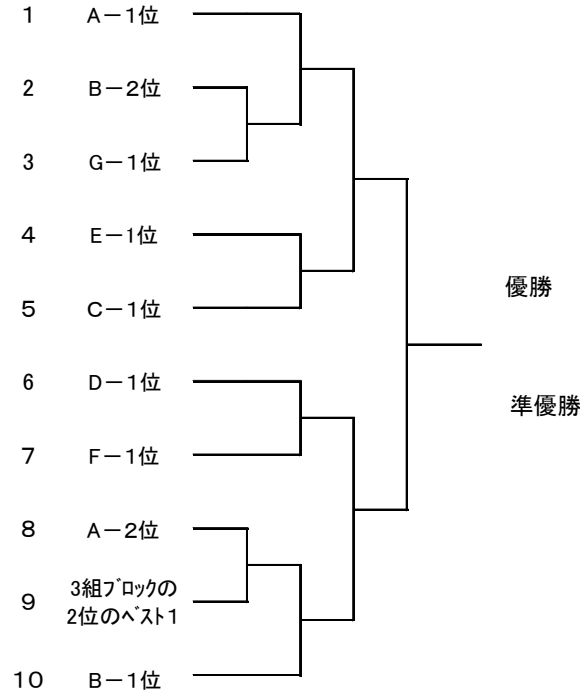 1 A－1位
2 B－2位
3 G－1位
4 E－1位
5 C－1位
優勝
6 D－1位
準優勝
7 F－1位
8 A－2位
3組ﾌﾞﾛｯｸの
9 2位のﾍﾞｽﾄ1
10 B－1位